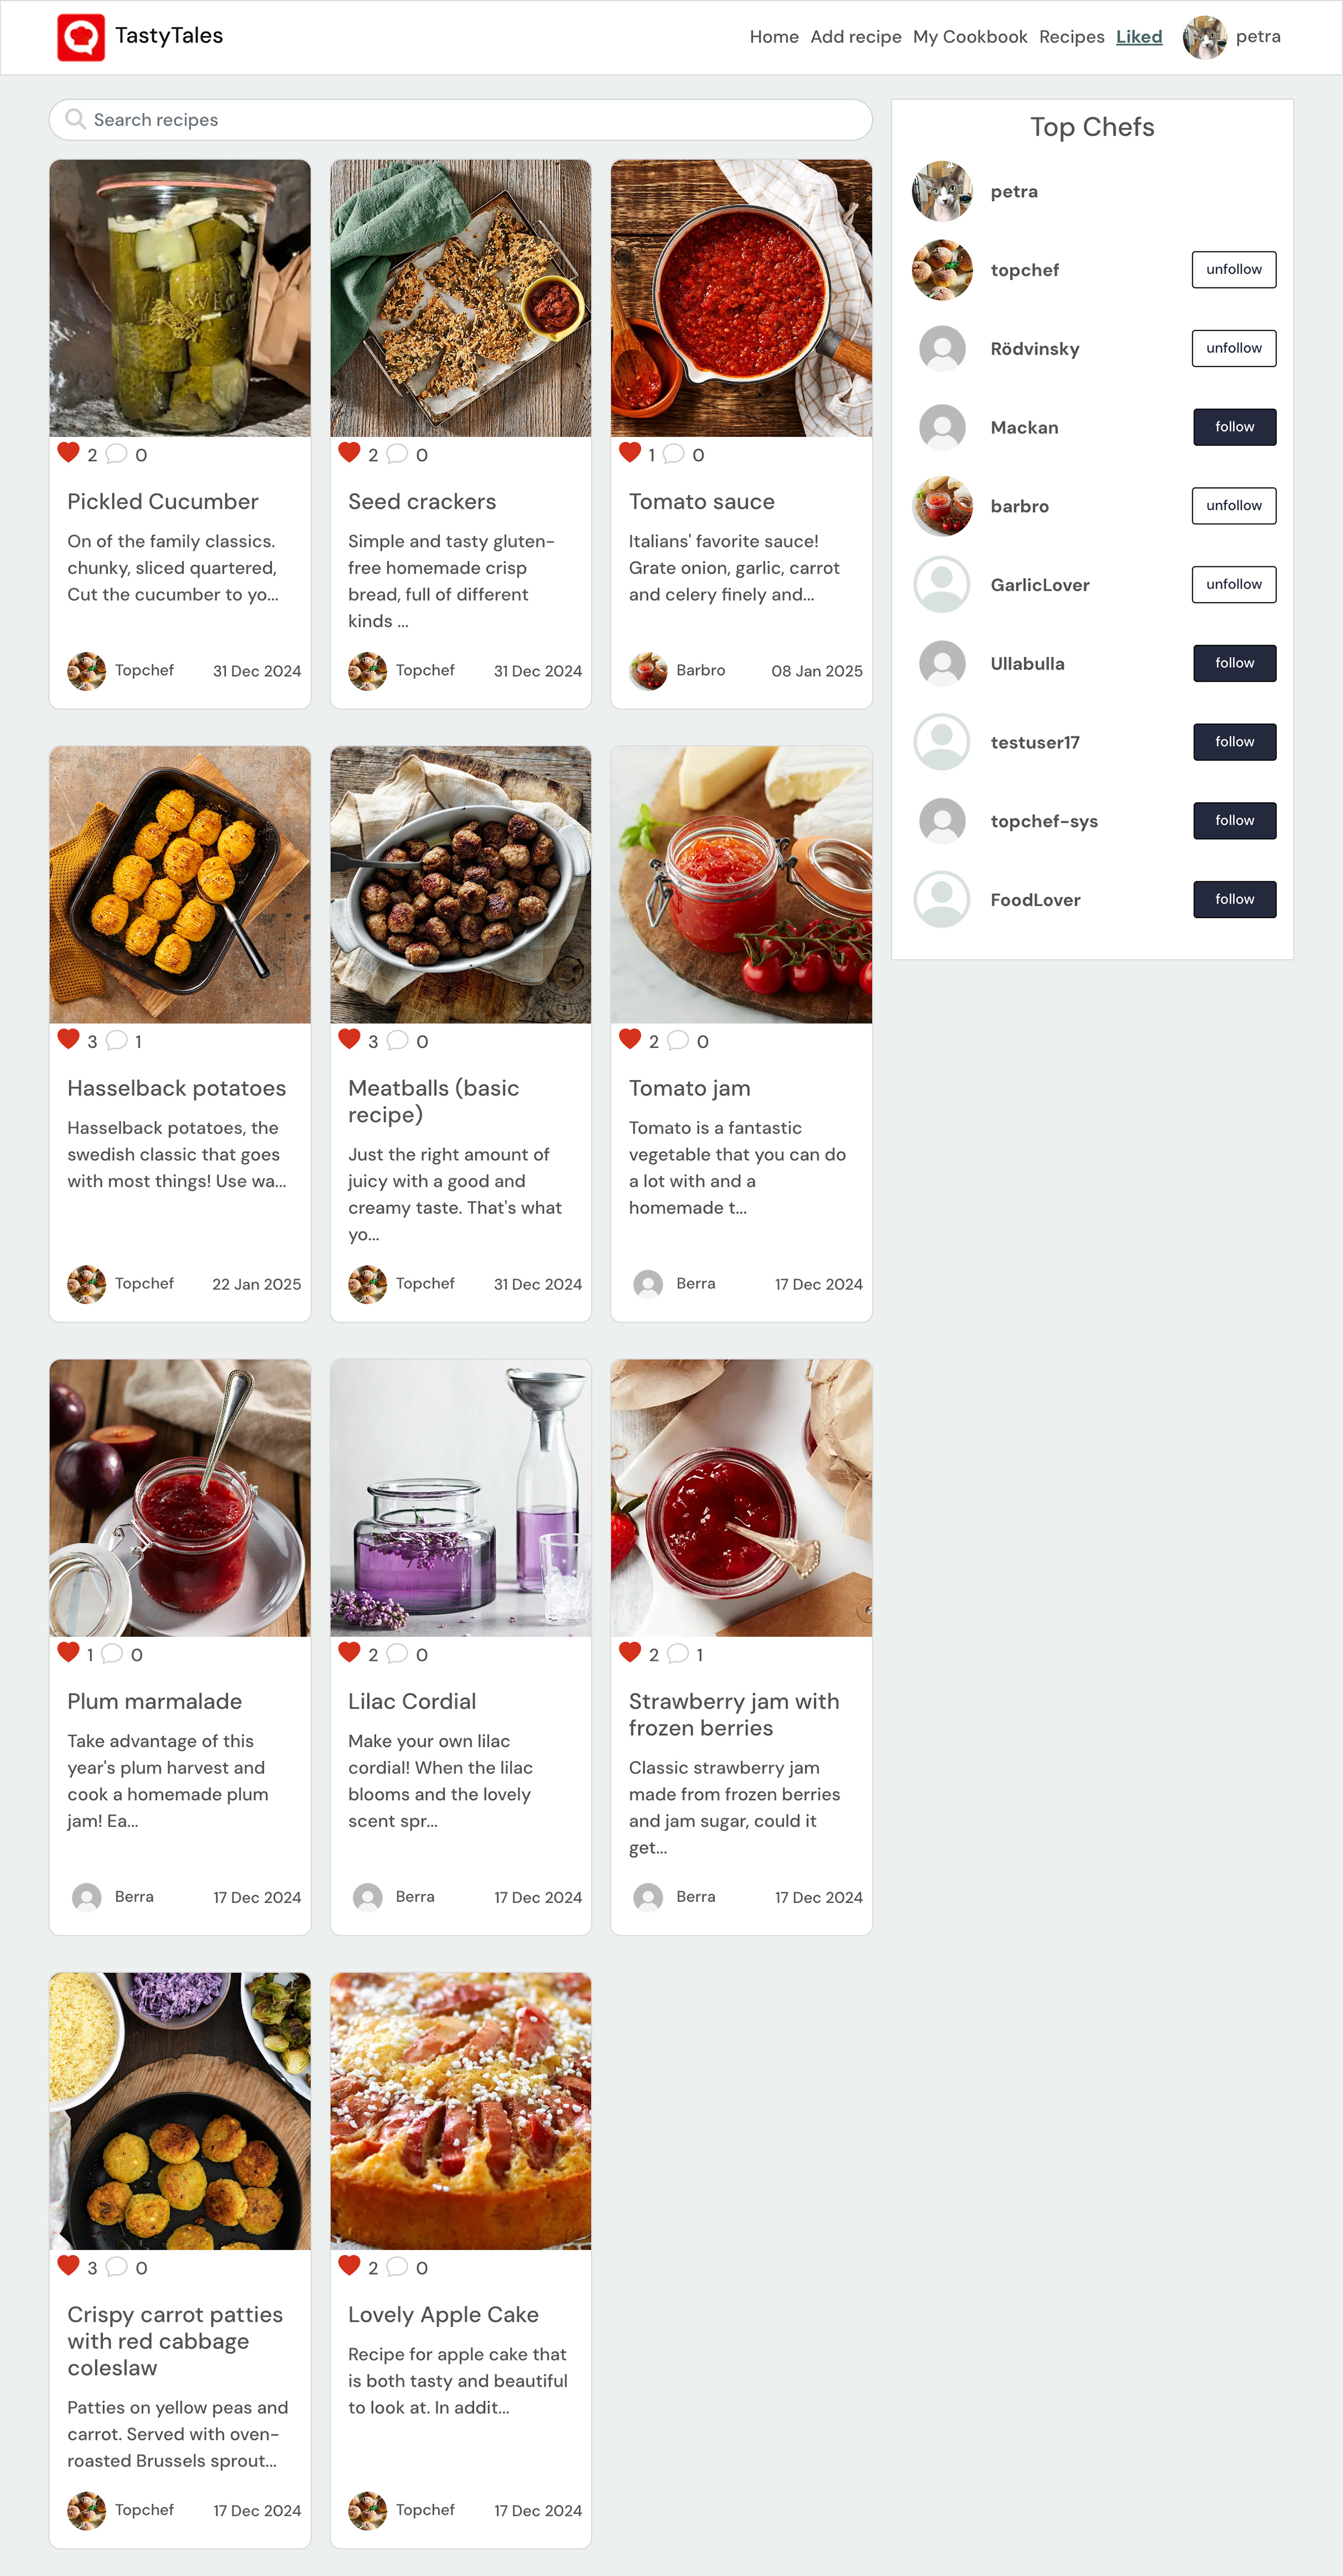 TastyTales
Home Add recipe My Cookbook Recipes Liked petra
Search recipes
2 0
Pickled Cucumber
On of the family classics.
chunky, sliced quartered,
Cut the cucumber to yo...
Topchef 31 Dec 2024
2 0
Seed crackers
Simple and tasty gluten-
free homemade crisp
bread, full of different
kinds ...
Topchef 31 Dec 2024
1 0
Tomato sauce
Italians' favorite sauce!
Grate onion, garlic, carrot
and celery finely and...
Barbro 08 Jan 2025
3 1
Hasselback potatoes
Hasselback potatoes, the
swedish classic that goes
with most things! Use wa...
Topchef 22 Jan 2025
3 0
Meatballs (basic
recipe)
Just the right amount of
juicy with a good and
creamy taste. That's what
yo...
Topchef 31 Dec 2024
2 0
Tomato jam
Tomato is a fantastic
vegetable that you can do
a lot with and a
homemade t...
Berra 17 Dec 2024
1 0
Plum marmalade
Take advantage of this
year's plum harvest and
cook a homemade plum
jam! Ea...
Berra 17 Dec 2024
2 0
Lilac Cordial
Make your own lilac
cordial! When the lilac
blooms and the lovely
scent spr...
Berra 17 Dec 2024
2 1
Strawberry jam with
frozen berries
Classic strawberry jam
made from frozen berries
and jam sugar, could it
get...
Berra 17 Dec 2024
3 0
Crispy carrot patties
with red cabbage
coleslaw
Patties on yellow peas and
carrot. Served with oven-
roasted Brussels sprout...
Topchef 17 Dec 2024
2 0
Lovely Apple Cake
Recipe for apple cake that
is both tasty and beautiful
to look at. In addit...
Topchef 17 Dec 2024
Top Chefs
petra
topchef unfollow
Rödvinsky unfollow
Mackan follow
barbro unfollow
GarlicLover unfollow
Ullabulla follow
testuser17 follow
topchef-sys follow
FoodLover follow